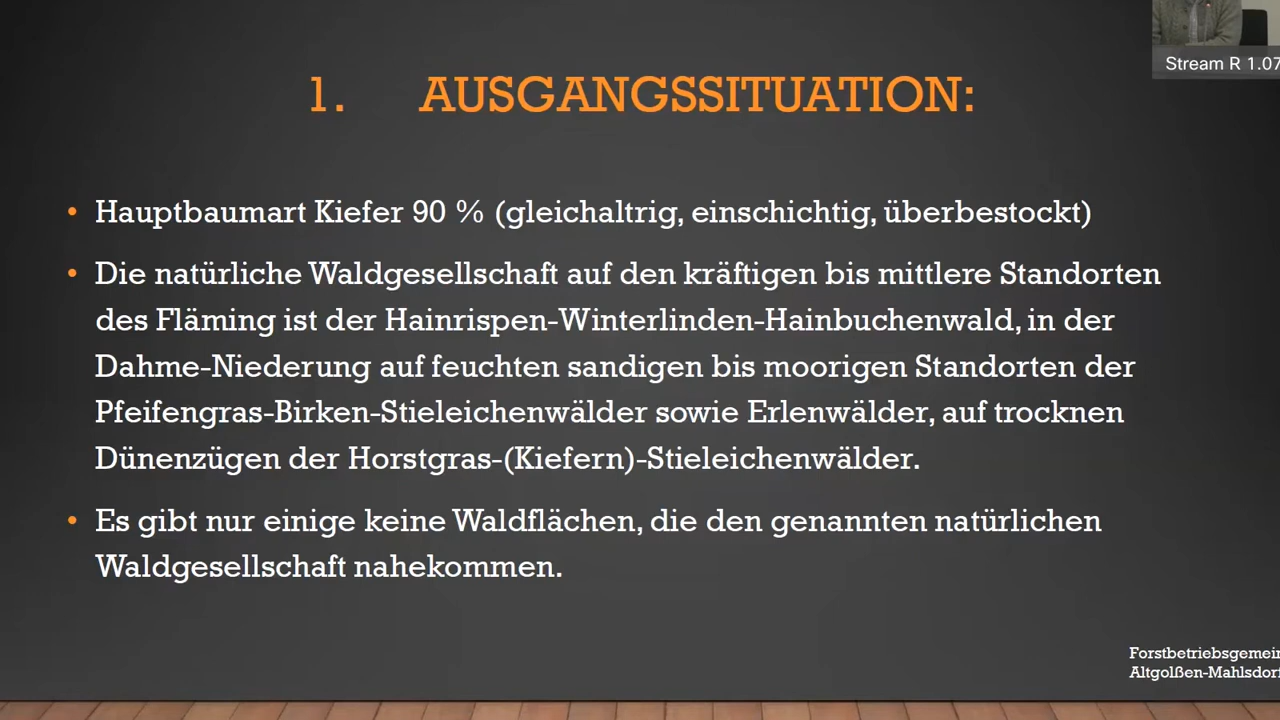 Stream R 1.07
1. AUSGANGSSITUATION:
• Hauptbaumart Kiefer 90 % (gleichaltrig, einschichtig, überbestockt)
• Die natürliche Waldgesellschaft auf den kräftigen bis mittlere Standorten
des Fläming ist der Hainrispen-Winterlinden-Hainbuchenwald, in der
Dahme-Niederung auf feuchten sandigen bis moorigen Standorten der
Pfeifengras-Birken-Stieleichenwälder sowie Erlenwälder, auf trocknen
Dünenzügen der Horstgras-(Kiefern)-Stieleichenwälder.
• Es gibt nur einige keine Waldflächen, die den genannten natürlichen
Waldgesellschaft nahekommen.
Forstbetriebsgemein
Altgolßen-Mahlsdorf